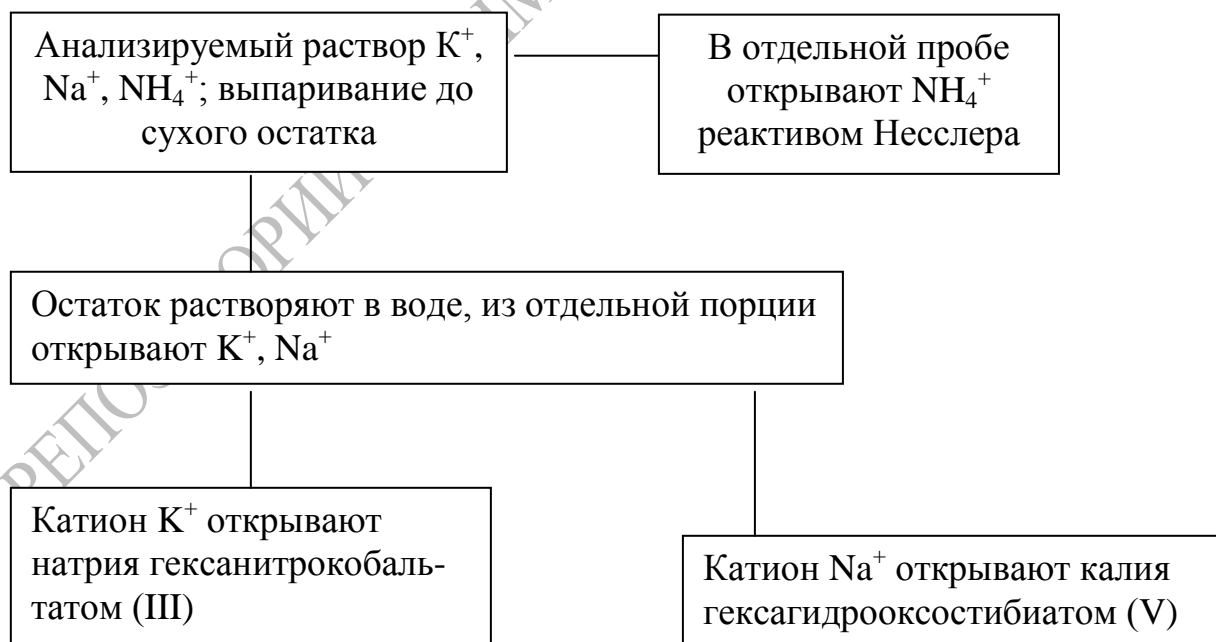 Анализируемый раствор K⁺,
Na⁺, NH₄⁺; выпаривание до
сухого остатка
В отдельной пробе
открывают NH₄⁺
реактивом Несслера
Остаток растворяют в воде, из отдельной порции
открывают K⁺, Na⁺
Катион K⁺ открывают
натрия гексанитрокобаль-
татом (III)
Катион Na⁺ открывают калия
гексагидрооксостибиатом (V)